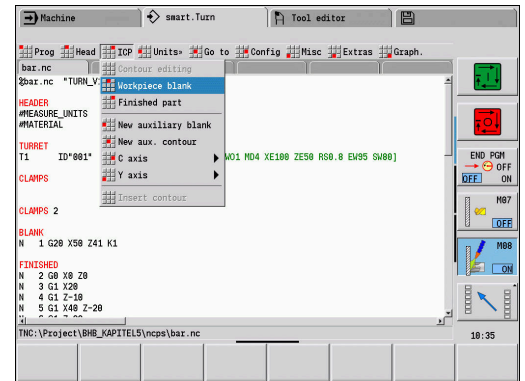 Machine
smart.Turn
Tool editor
Prog Head ICP Units» Go to Config Misc Extras Graph.
bar.nc
Contour editing
%bar.nc "TURN_V
Workpiece blank
HEADER
Finished part
#MEASURE_UNITS
#MATERIAL
New auxiliary blank
New aux. contour
TURRET
T1 ID"001" WO1 MD4 XE100 ZE50 RS0.8 EW95 SW80]
C axis
Y axis
CLAMPS
Insert contour
CLAMPS 2
BLANK
N 1 G20 X50 Z41 K1
FINISHED
N 2 G0 X0 Z0
N 3 G1 X20
N 4 G1 Z-10
N 5 G1 X40 Z-20
TNC:\Project\BHB_KAPITEL5\ncps\bar.nc
END PGM
OFF
OFF ON
M07
OFF
M08
ON
10:35